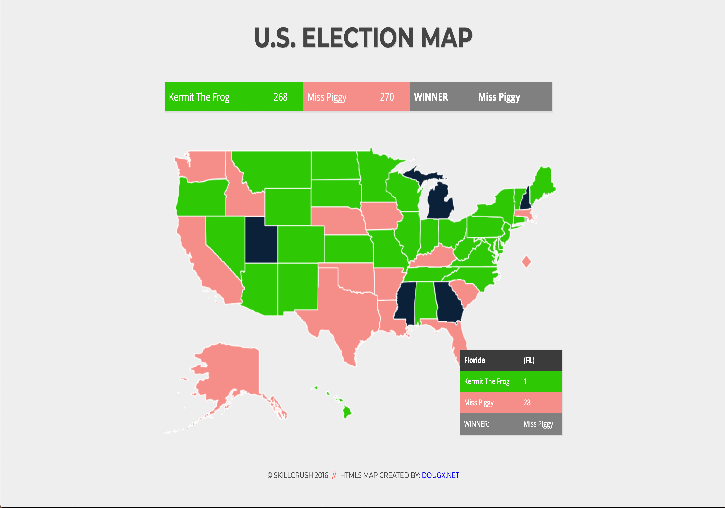 U.S. ELECTION MAP
Kermit The Frog 268 Miss Piggy 270 WINNER Miss Piggy
Florida (FL)
Kermit The Frog 1
Miss Piggy 28
WINNER: Miss Piggy
© SKILLCRUSH 2016 // HTML5 MAP CREATED BY: DOUGX.NET